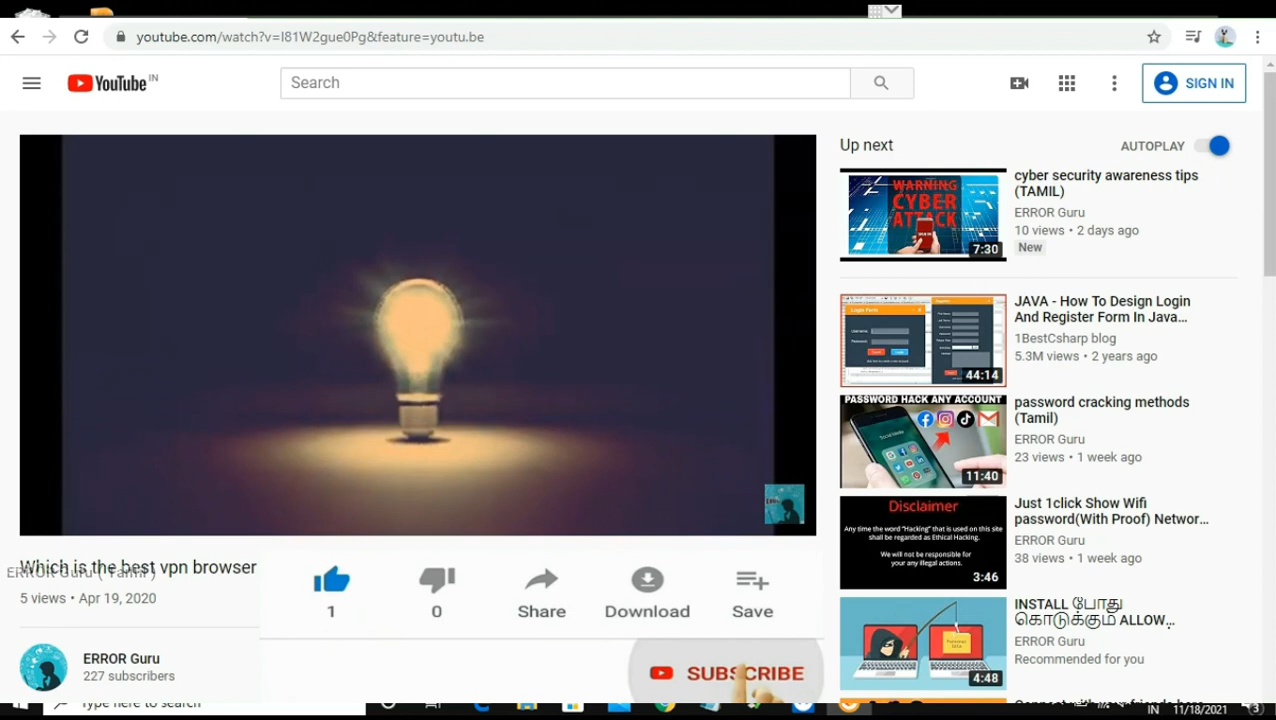 youtube.com/watch?v=I81W2gue0Pg&feature=youtu.be
YouTube IN
Search
SIGN IN
Up next
AUTOPLAY
WARNING
CYBER
ATTACK
7:30
cyber security awareness tips
(TAMIL)
ERROR Guru
10 views • 2 days ago
New
Login Form
44:14
JAVA - How To Design Login
And Register Form In Java...
1BestCsharp blog
5.3M views • 2 years ago
PASSWORD HACK ANY ACCOUNT
11:40
password cracking methods
(Tamil)
ERROR Guru
23 views • 1 week ago
Disclaimer
Any time the word "Hacking" that is used on this site
shall be regarded as Ethical Hacking.
We will not be responsible for
your any illegal actions.
3:46
Just 1click Show Wifi
password(With Proof) Networ...
ERROR Guru
38 views • 1 week ago
4:48
INSTALL போது
கொடுக்கும் ALLOW...
ERROR Guru
Recommended for you
Which is the best vpn browser
ERROR Guru (Tamil)
5 views • Apr 19, 2020
1
0
Share
Download
Save
ERROR Guru
227 subscribers
SUBSCRIBE
Type here to search
IN
11/18/2021
3